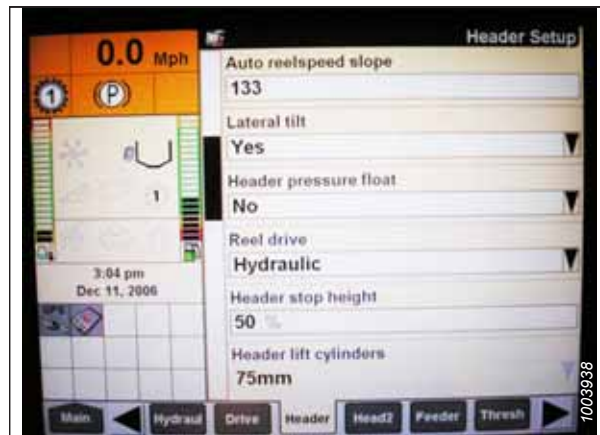 0.0 Mph
Header Setup
1
P
Auto reelspeed slope
133
Lateral tilt
Yes
1
Header pressure float
No
Reel drive
Hydraulic
3:04 pm
Dec 11, 2006
Header stop height
50 %
Header lift cylinders
75mm
Main
Hydraul
Drive
Header
Head2
Feeder
Thresh
1003938